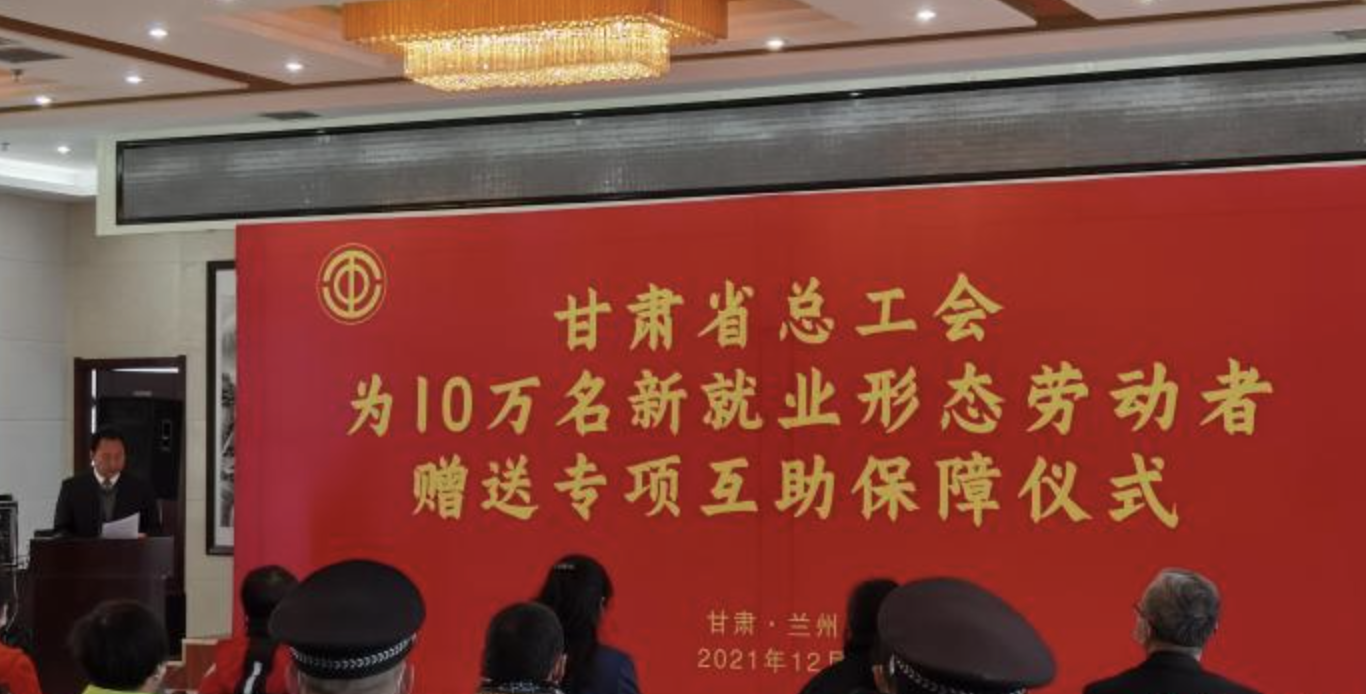 甘肃省总工会
为10万名新就业形态劳动者
赠送专项互助保障仪式
甘肃·兰州
2021年12月